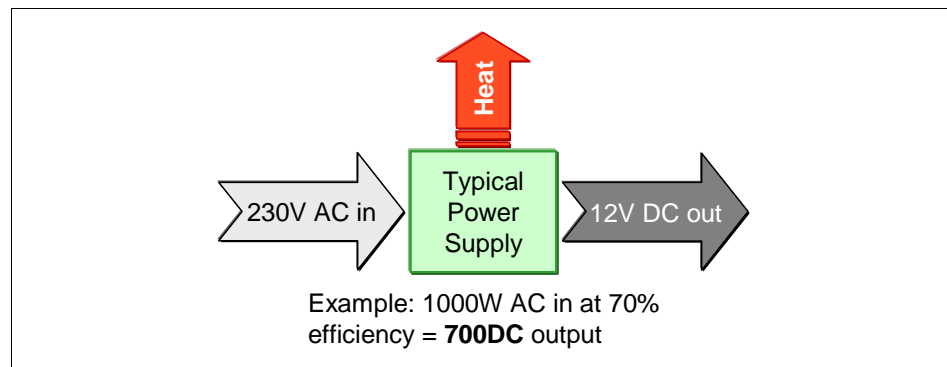 Heat
230V AC in
Typical
Power
Supply
12V DC out
Example: 1000W AC in at 70%
efficiency = 700DC output